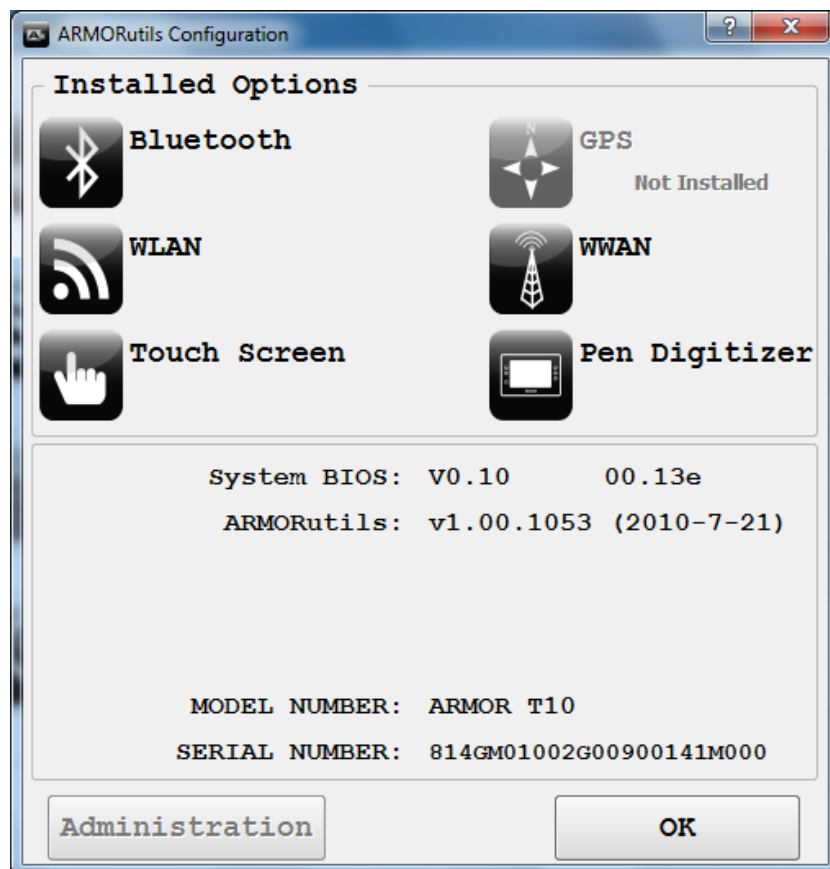 ARMORutils Configuration
Installed Options
Bluetooth
GPS
Not Installed
WLAN
WWAN
Touch Screen
Pen Digitizer
System BIOS: V0.10 00.13e
ARMORutils: v1.00.1053 (2010-7-21)
MODEL NUMBER: ARMOR T10
SERIAL NUMBER: 814GM01002G00900141M000
Administration
OK